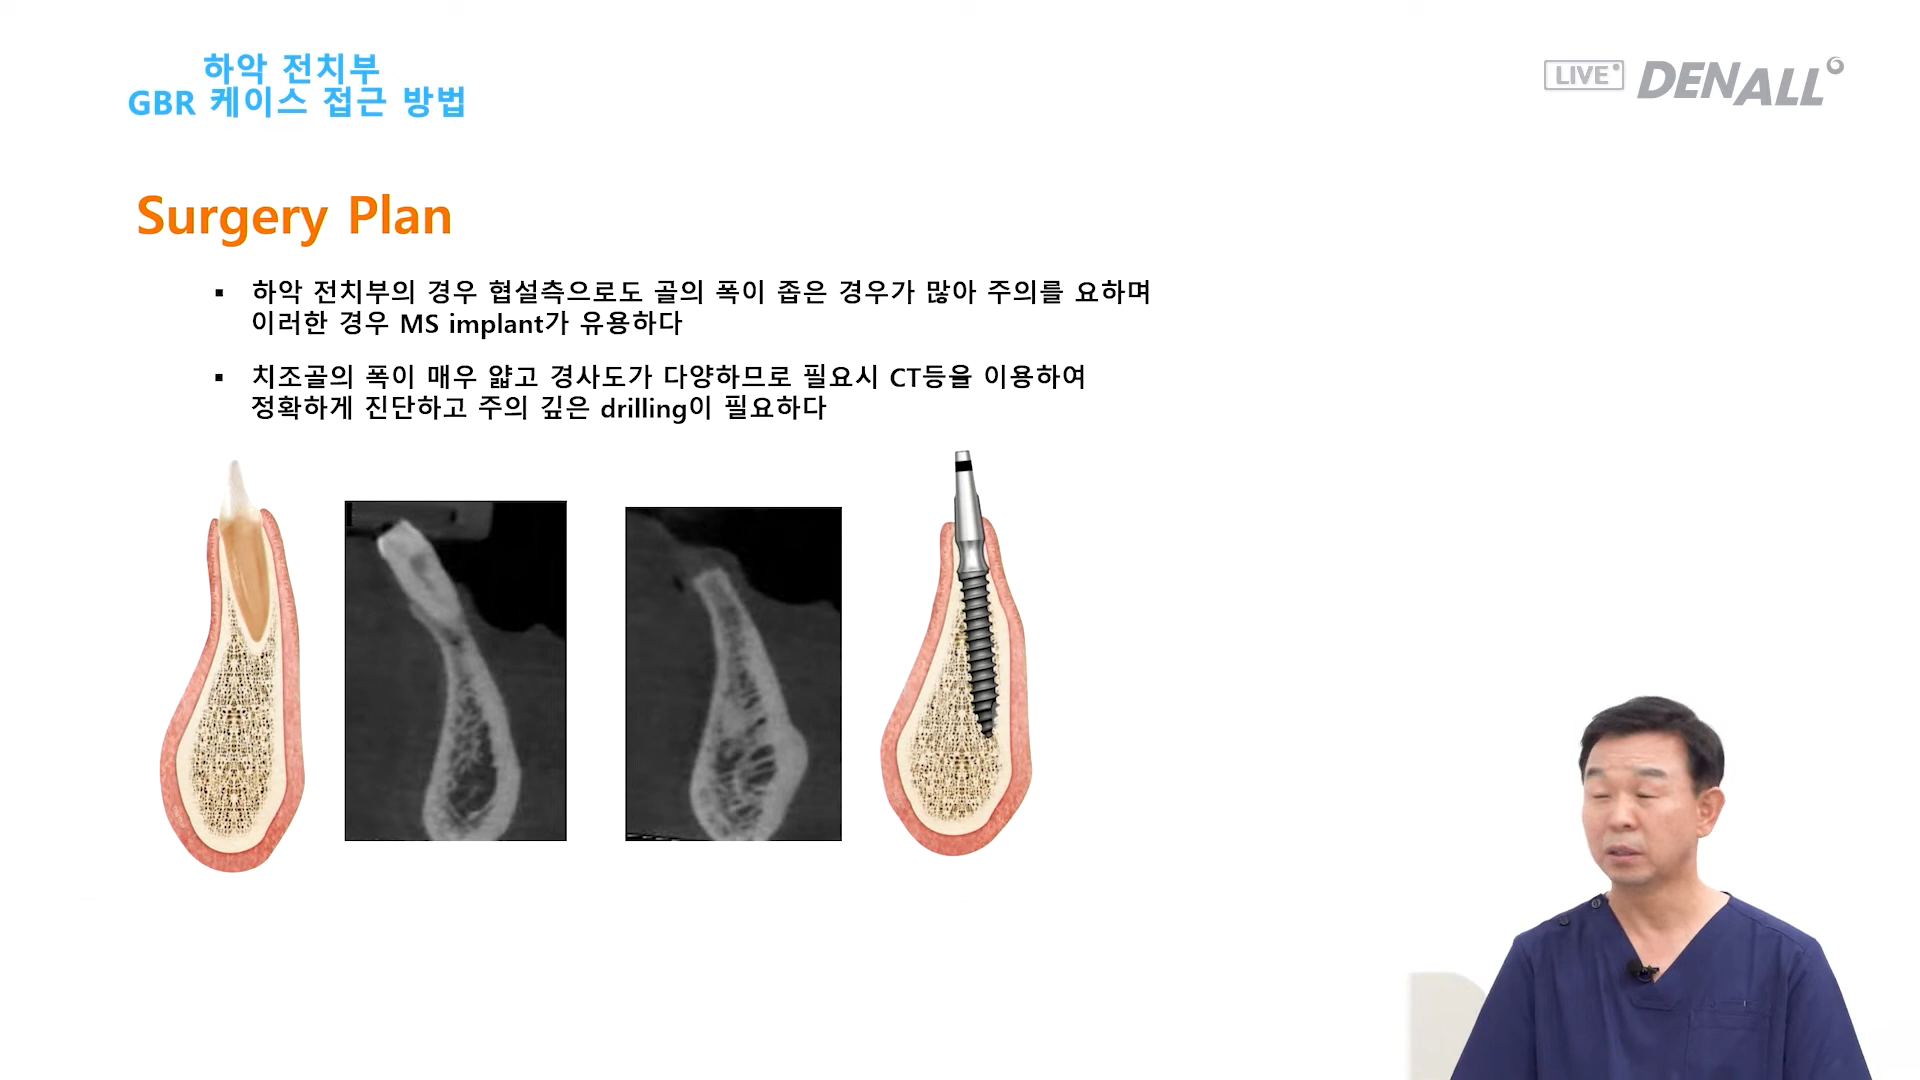 하악 전치부
GBR 케이스 접근 방법
LIVE
DENALL
Surgery Plan
▪ 하악 전치부의 경우 협설측으로도 골의 폭이 좁은 경우가 많아 주의를 요하며
이러한 경우 MS implant가 유용하다
▪ 치조골의 폭이 매우 얇고 경사도가 다양하므로 필요시 CT등을 이용하여
정확하게 진단하고 주의 깊은 drilling이 필요하다